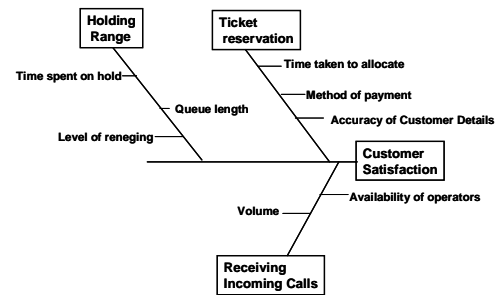 Holding
Range
Ticket
reservation
Time spent on hold
Queue length
Level of reneging
Time taken to allocate
Method of payment
Accuracy of Customer Details
Customer
Satisfaction
Availability of operators
Volume
Receiving
Incoming Calls